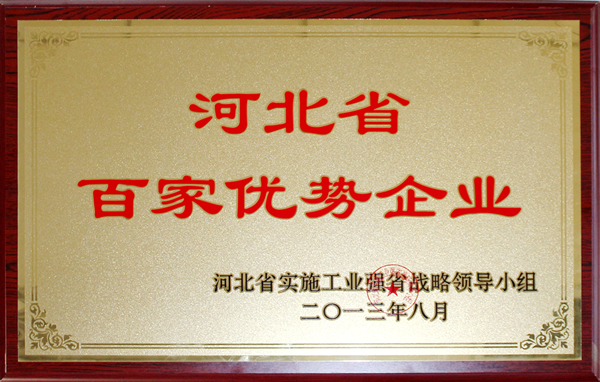 河北省
百家优势企业
河北省实施工业强省战略领导小组
二〇一三年八月